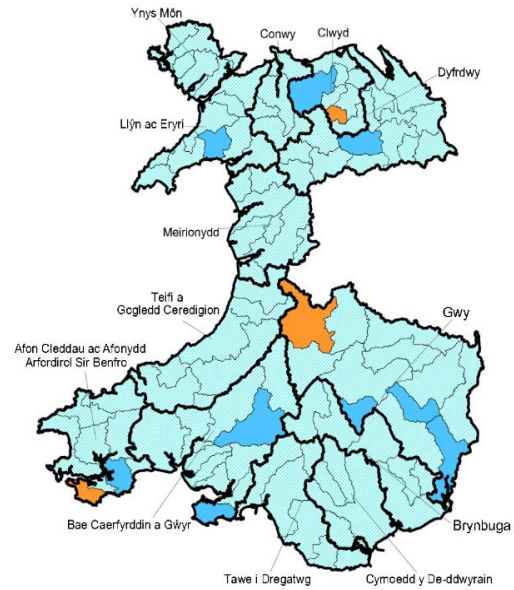 Ynys Môn
Conwy
Clwyd
Dyfrdwy
Llŷn ac Eryri
Meirionydd
Teifi a
Gogledd Ceredigion
Gwy
Afon Cleddau ac Afonydd
Arfordirol Sir Benfro
Bae Caerfyrddin a Gŵyr
Brynbuga
Tawe i Dregatwg
Cymoedd y De-ddwyrain